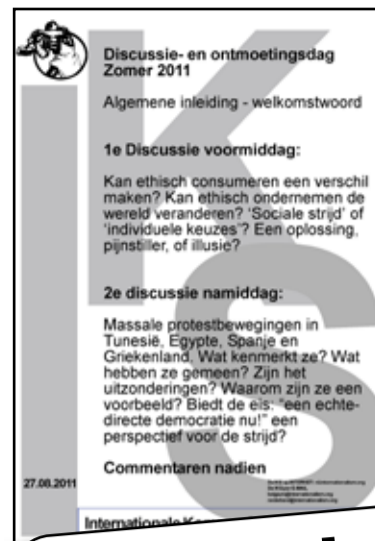 Discussie- en ontmoetingsdag
Zomer 2011
Algemene inleiding - welkomstwoord
1e Discussie voormiddag:
Kan ethisch consumeren een verschil
maken? Kan ethisch ondernemen de
wereld veranderen? 'Sociale strijd' of
'individuele keuzes'? Een oplossing,
pijnstiller, of illusie?
2e discussie namiddag:
Massale protestbewegingen in
Tunesië, Egypte, Spanje en
Griekenland. Wat kenmerkt ze? Wat
hebben ze gemeen? Zijn het
uitzonderingen? Waarom zijn ze een
voorbeeld? Biedt de eis: "een echte-
directe democratie nu!" een
perspectief voor de strijd?
Commentaren nadien
27.08.2011
Internationale